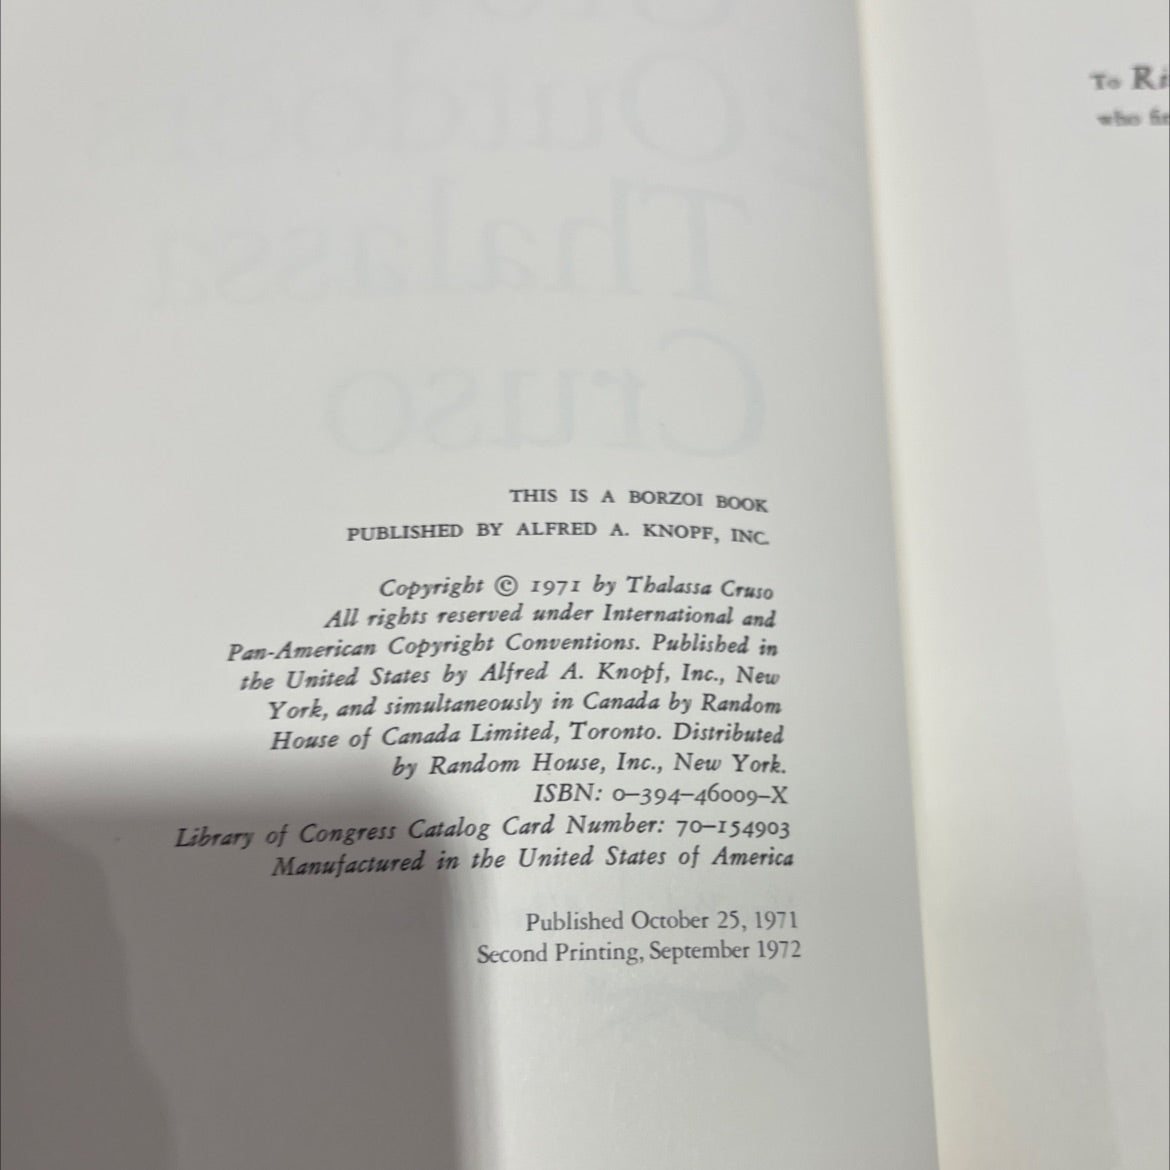 To Ri
who fir
THIS IS A BORZOI BOOK
PUBLISHED BY ALFRED A. KNOPF, INC.
Copyright © 1971 by Thalassa Cruso
All rights reserved under International and
Pan-American Copyright Conventions. Published in
the United States by Alfred A. Knopf, Inc., New
York, and simultaneously in Canada by Random
House of Canada Limited, Toronto. Distributed
by Random House, Inc., New York.
ISBN: 0–394–46009–X
Library of Congress Catalog Card Number: 70–154903
Manufactured in the United States of America
Published October 25, 1971
Second Printing, September 1972